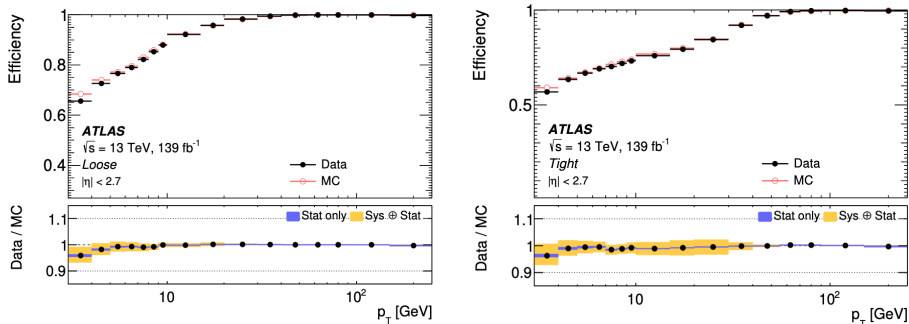 Efficiency
1
0.8
0.6
0.4
ATLAS
√s = 13 TeV, 139 fb⁻¹
Loose
|η| < 2.7
Data
MC
Data / MC
1.1
1
0.9
Stat only
Sys ⊕ Stat
10
10²
p_T [GeV]
Efficiency
1
0.5
ATLAS
√s = 13 TeV, 139 fb⁻¹
Tight
|η| < 2.7
Data
MC
Data / MC
1.1
1
0.9
Stat only
Sys ⊕ Stat
10
10²
p_T [GeV]